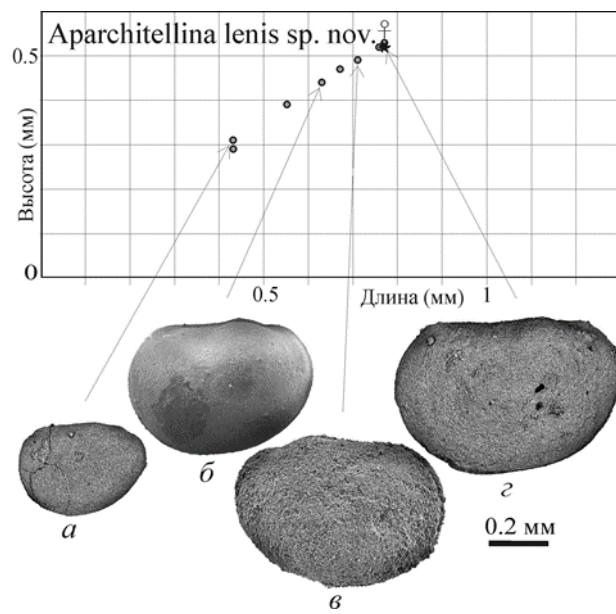 Aparchitellina lenis sp. nov. ♀
0.5
Высота (мм)
0
0.5
Длина (мм)
1
а
б
в
г
0.2 мм